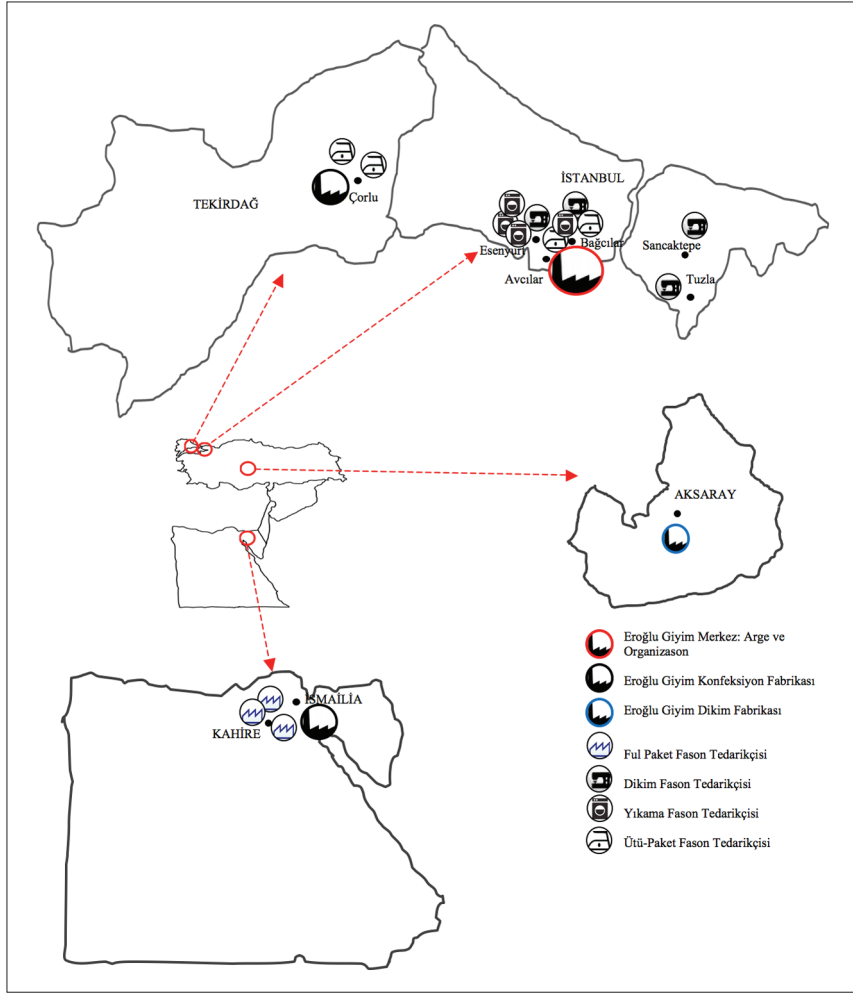 TEKİRDAĞ
Çorlu
İSTANBUL
Esenyurt
Bağcılar
Avcılar
Sancaktepe
Tuzla
AKSARAY
İSMAİLİA
KAHİRE
Eroğlu Giyim Merkez: Arge ve
Organizason
Eroğlu Giyim Konfeksiyon Fabrikası
Eroğlu Giyim Dikim Fabrikası
Ful Paket Fason Tedarikçisi
Dikim Fason Tedarikçisi
Yıkama Fason Tedarikçisi
Ütü-Paket Fason Tedarikçisi